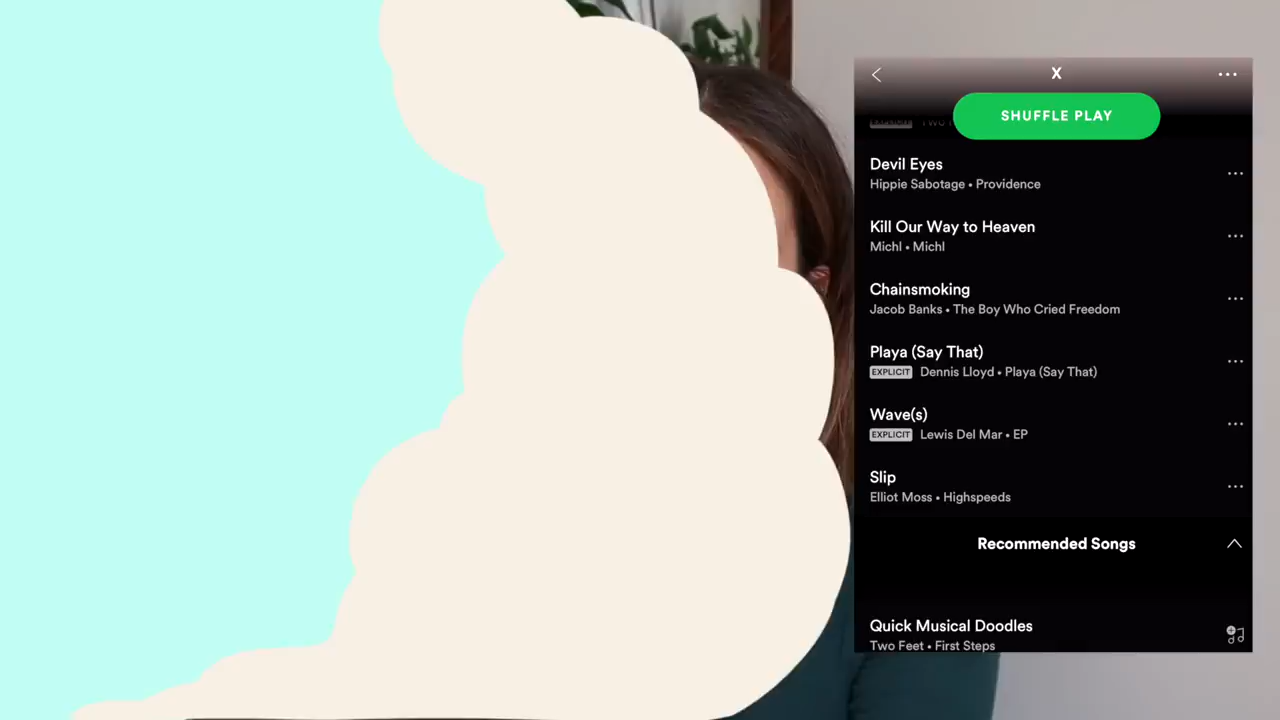 X
SHUFFLE PLAY
EXPLICIT
Devil Eyes
Hippie Sabotage • Providence
Kill Our Way to Heaven
Michl • Michl
Chainsmoking
Jacob Banks • The Boy Who Cried Freedom
Playa (Say That)
EXPLICIT Dennis Lloyd • Playa (Say That)
Wave(s)
EXPLICIT Lewis Del Mar • EP
Slip
Elliot Moss • Highspeeds
Recommended Songs
Quick Musical Doodles
Two Feet • First Steps